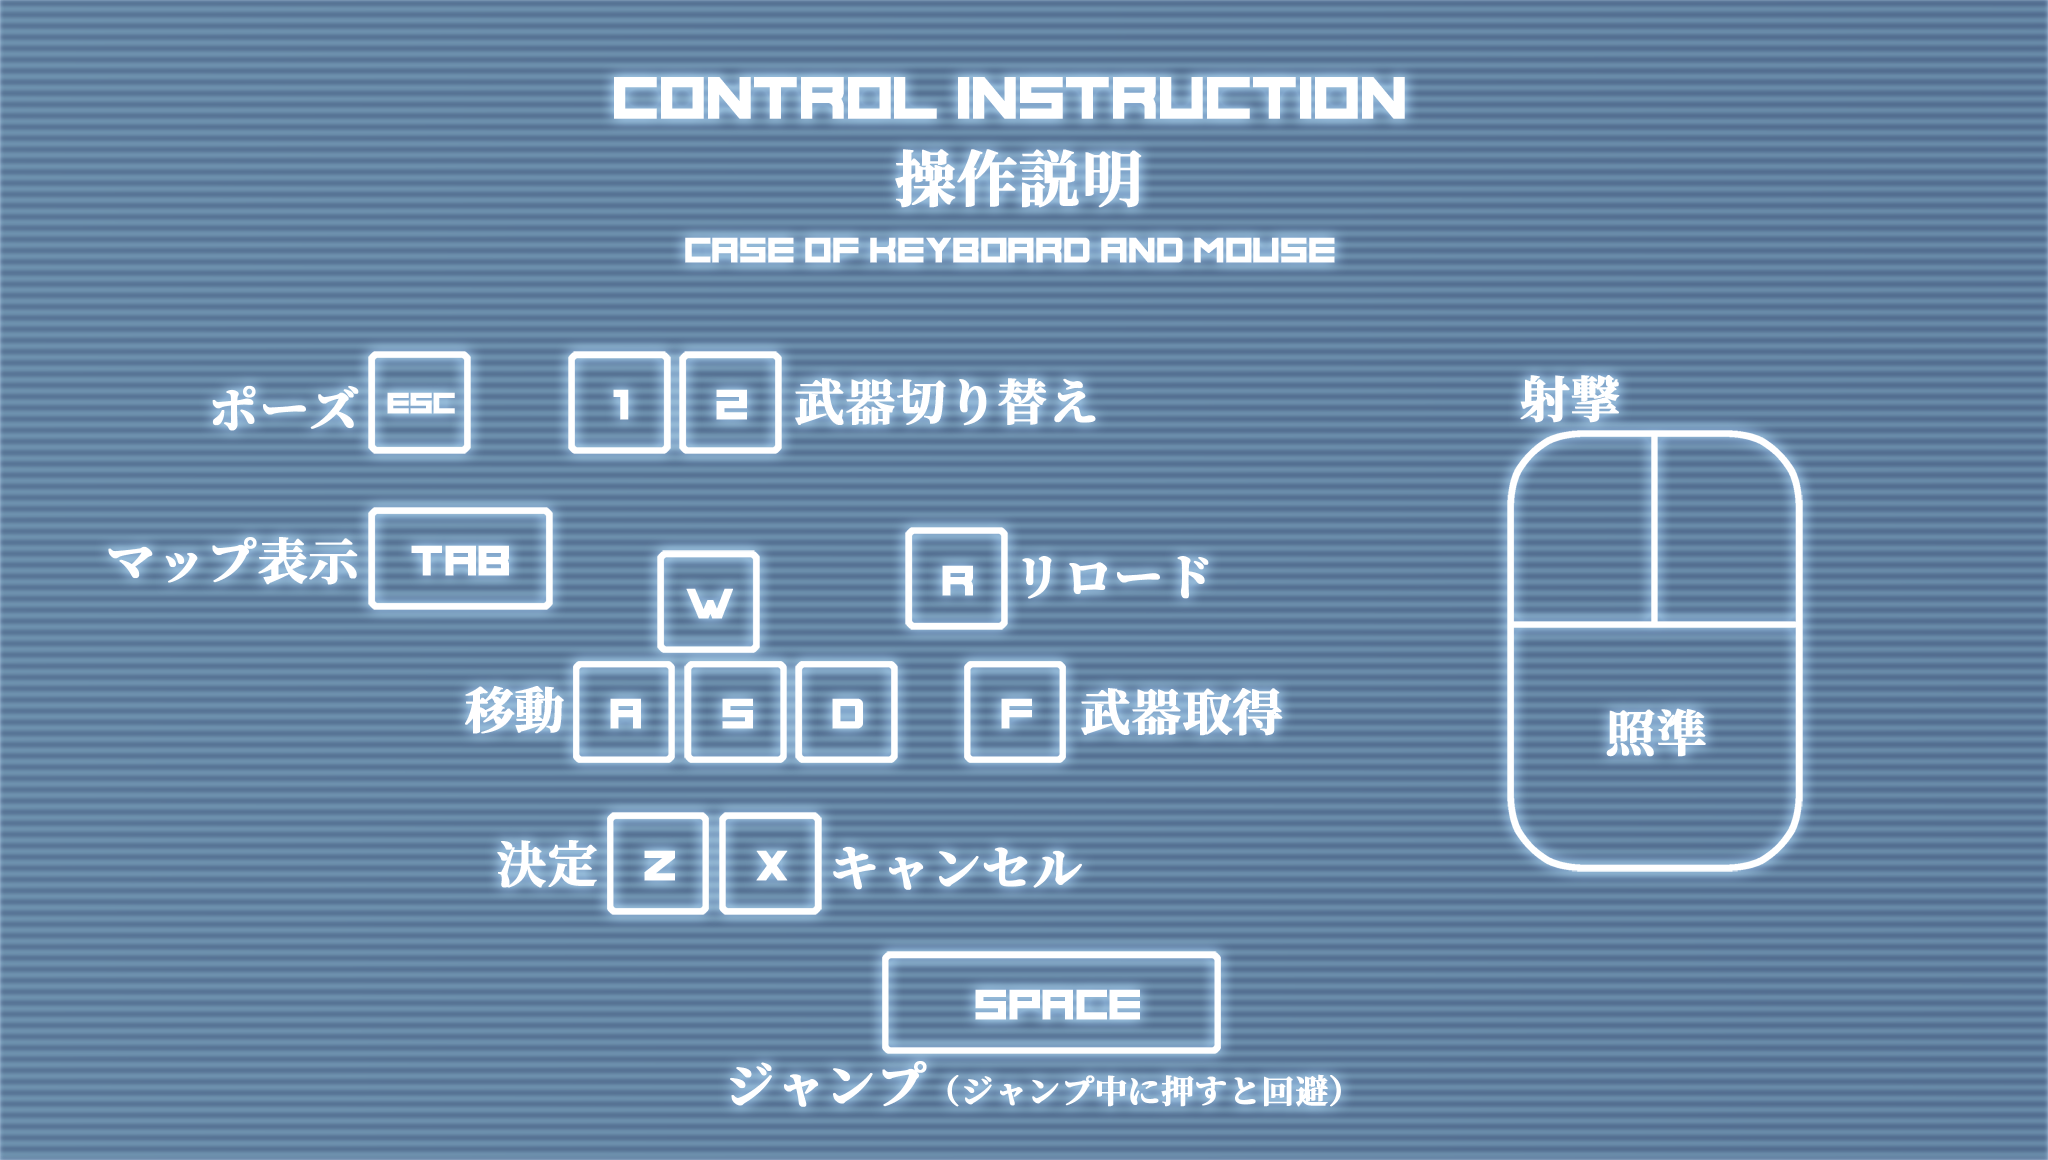 CONTROL INSTRUCTION
操作説明
CASE OF KEYBOARD AND MOUSE
ポーズ ESC 1 2 武器切り替え
射撃
マップ表示 TAB
W R リロード
移動 A S D F 武器取得
照準
決定 Z X キャンセル
SPACE
ジャンプ（ジャンプ中に押すと回避）